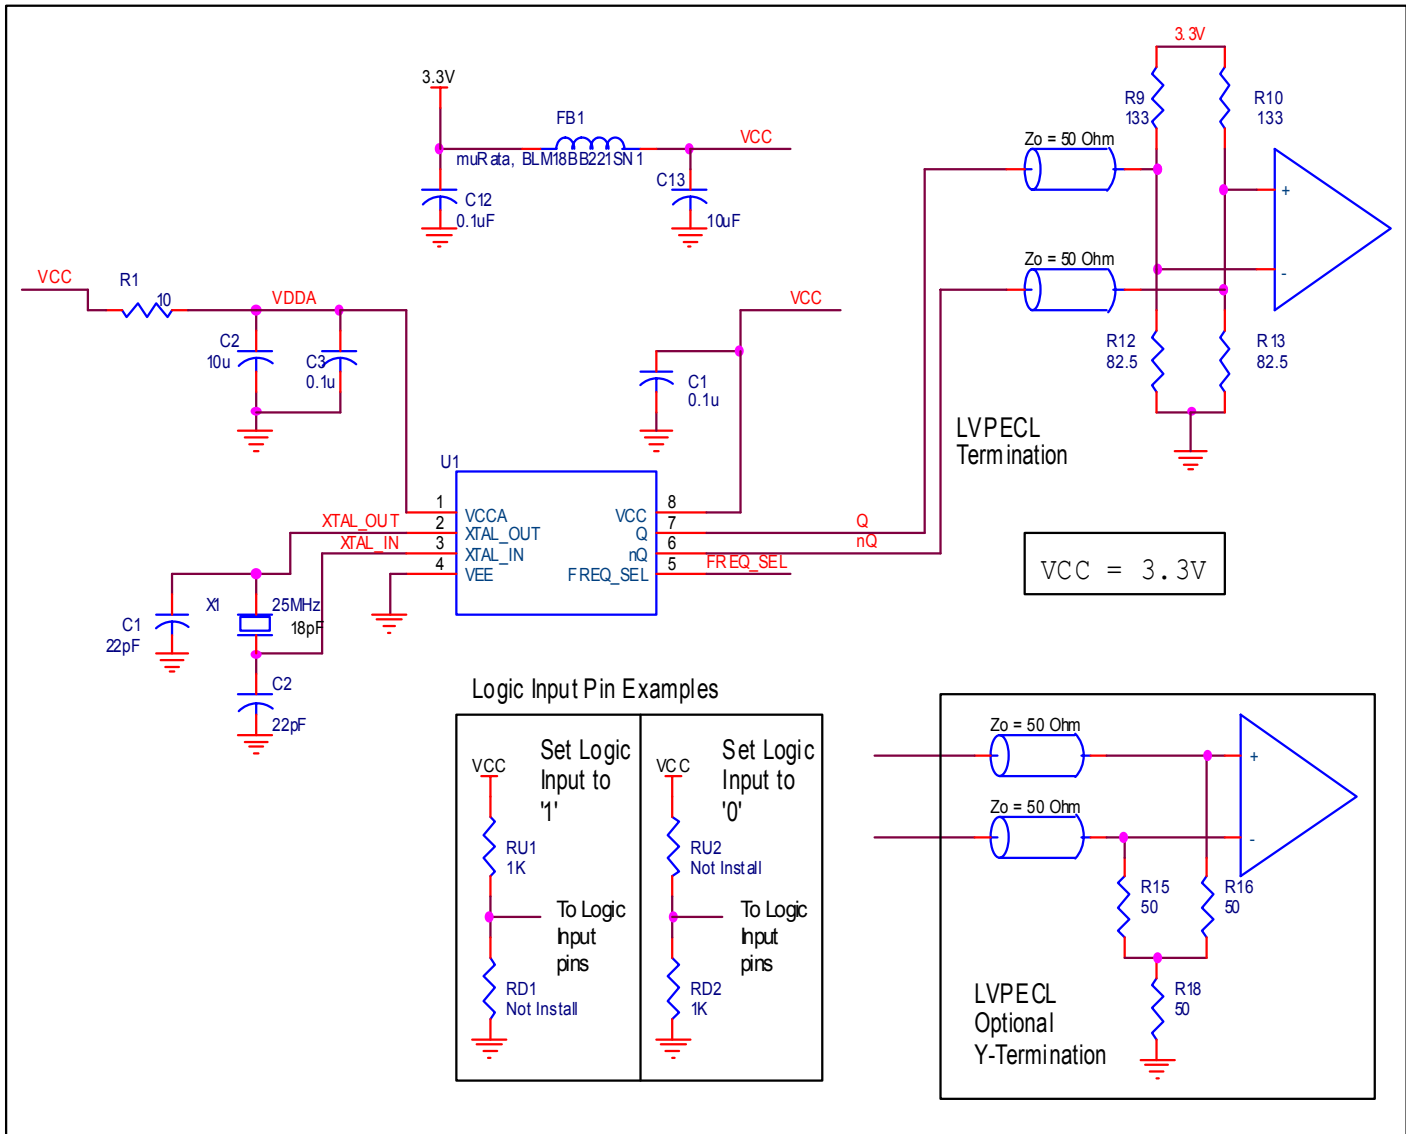 3.3V
FB1
muRata, BLM18BB221SN1
VCC
C12
0.1uF
C13
10uF
3.3V
R9
133
R10
133
Zo = 50 Ohm
Zo = 50 Ohm
+
-
R12
82.5
R13
82.5
LVPECL
Termination
VCC
R1
10
VDDA
C2
10u
C3
0.1u
VCC
C1
0.1u
U1
1
2
3
4
VCCA
XTAL_OUT
XTAL_IN
VEE
VCC
Q
nQ
FREQ_SEL
8
7
6
5
XTAL_OUT
XTAL_IN
Q
nQ
FREQ_SEL
VCC = 3.3V
C1
22pF
X1
25MHz
18pF
C2
22pF
Logic Input Pin Examples
VCC
Set Logic
Input to
'1'
RU1
1K
To Logic
Input
pins
RD1
Not Install
VCC
Set Logic
Input to
'0'
RU2
Not Install
To Logic
Input
pins
RD2
1K
Zo = 50 Ohm
Zo = 50 Ohm
+
-
R15
50
R16
50
R18
50
LVPECL
Optional
Y-Termination